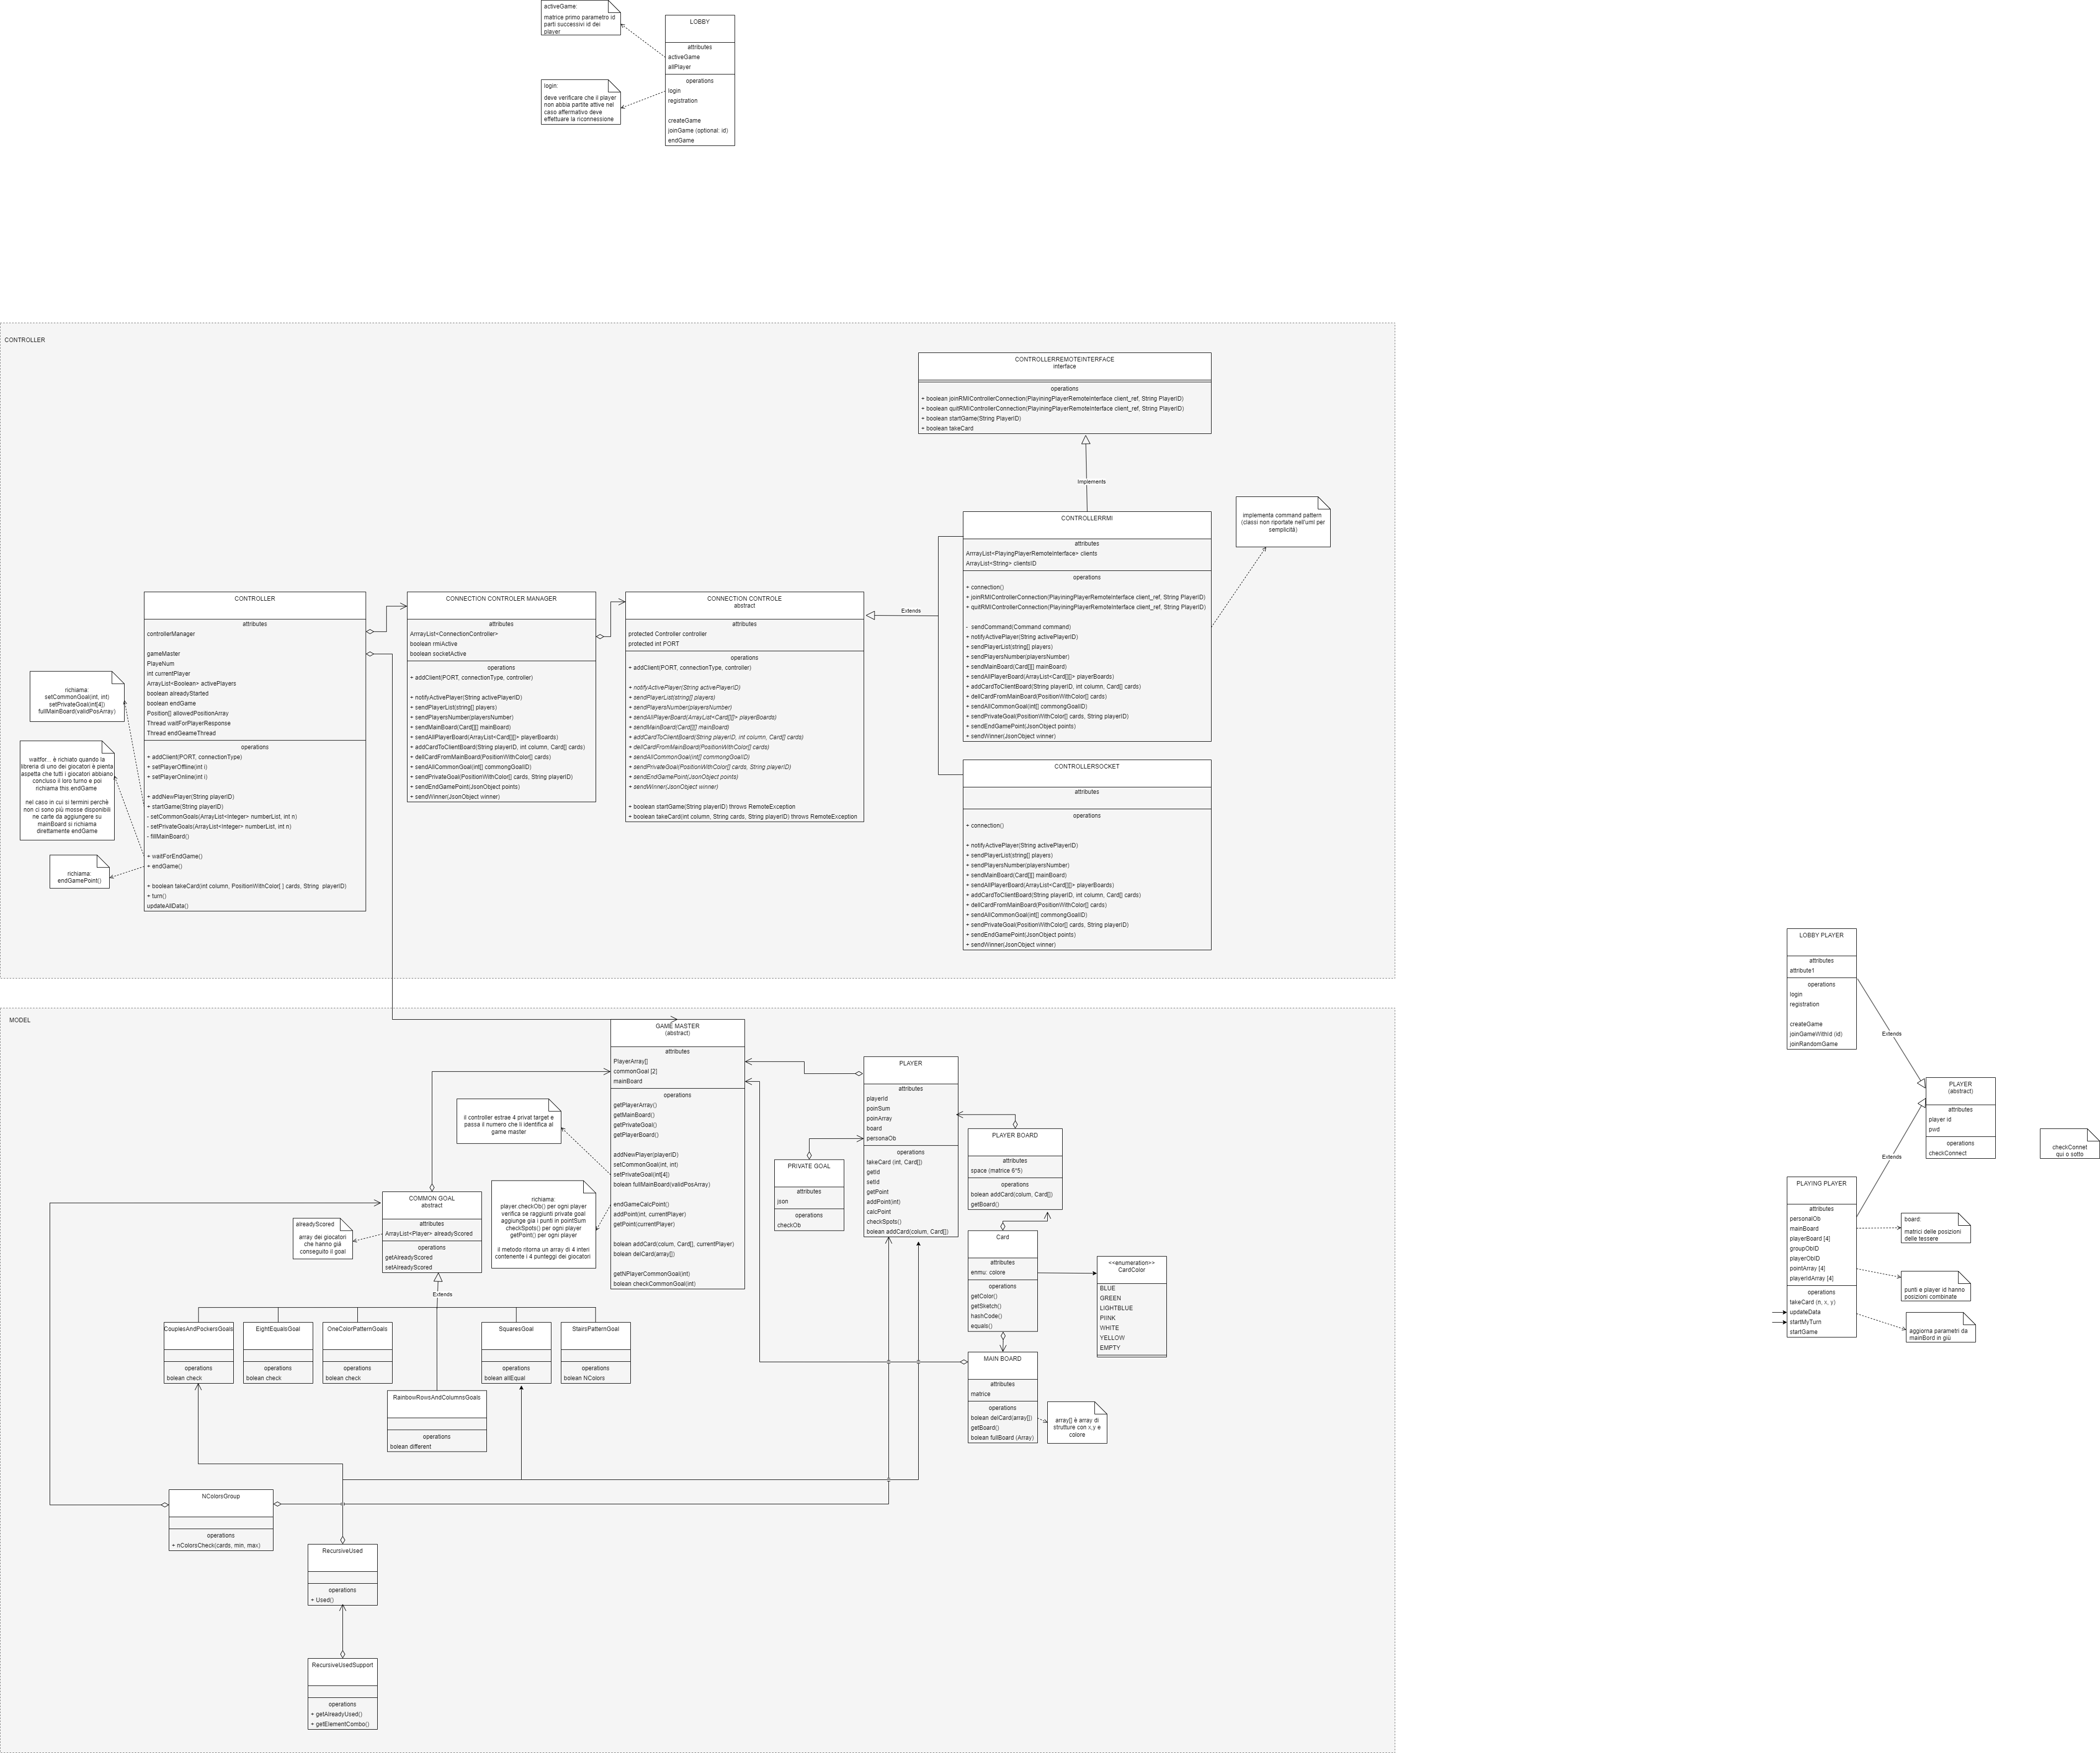 activeGame:
matrice primo parametro id
parti successivi id dei
player
LOBBY
attributes
activeGame
allPlayer
operations
login
registration
createGame
joinGame (optional: id)
endGame
login:
deve verificare che il player
non abbia partite attive nel
caso affermativo deve
effettuare la riconnessione
CONTROLLER
CONTROLLERREMOTEINTERFACE
interface
operations
+ boolean joinRMIControllerConnection(PlayiningPlayerRemoteInterface client_ref, String PlayerID)
+ boolean quitRMIControllerConnection(PlayiningPlayerRemoteInterface client_ref, String PlayerID)
+ boolean startGame(String PlayerID)
+ boolean takeCard
Implements
CONTROLLERRMI
attributes
ArrrayList<PlayingPlayerRemoteInterface> clients
ArrayList<String> clientsID
operations
+ connection()
+ joinRMIControllerConnection(PlayiningPlayerRemoteInterface client_ref, String PlayerID)
+ quitRMIControllerConnection(PlayiningPlayerRemoteInterface client_ref, String PlayerID)
- sendCommand(Command command)
+ notifyActivePlayer(String activePlayerID)
+ sendPlayerList(string[] players)
+ sendPlayersNumber(playersNumber)
+ sendMainBoard(Card[][] mainBoard)
+ sendAllPlayerBoard(ArrayList<Card[][]> playerBoards)
+ addCardToClientBoard(String playerID, int column, Card[] cards)
+ dellCardFromMainBoard(PositionWithColor[] cards)
+ sendAllCommonGoal(int[] commongGoalID)
+ sendPrivateGoal(PositionWithColor[] cards, String playerID)
+ sendEndGamePoint(JsonObject points)
+ sendWinner(JsonObject winner)
implementa command pattern
(classi non riportate nell'uml per
semplicità)
CONTROLLER
attributes
controllerManager
gameMaster
PlayeNum
int currentPlayer
ArrayList<Boolean> activePlayers
boolean alreadyStarted
boolean endGame
Position[] allowedPositionArray
Thread waitForPlayerResponse
Thread endGeameThread
operations
+ addClient(PORT, connectionType)
+ setPlayerOffline(int i)
+ setPlayerOnline(int i)
+ addNewPlayer(String playerID)
+ startGame(String playerID)
- setCommonGoals(ArrayList<Integer> numberList, int n)
- setPrivateGoals(ArrayList<Integer> numberList, int n)
- fillMainBoard()
+ waitForEndGame()
+ endGame()
+ boolean takeCard(int column, PositionWithColor[ ] cards, String  playerID)
+ turn()
updateAllData()
richiama:
setCommonGoal(int, int)
setPrivateGoal(int[4])
fullMainBoard(validPosArray)
waitfor... è richiato quando la
libreria di uno dei giocatori è pienta
aspetta che tutti i giocatori abbiano
concluso il loro turno e poi
richiama this endGame
nel caso in cui si termini perchè
non ci sono più mosse disponibili
ne carte da aggiungere su
mainBoard si richiama
direttamente endGame
richiama:
endGamePoint()
CONNECTION CONTROLER MANAGER
attributes
ArrayList<ConnectionController>
boolean rmiActive
boolean socketActive
operations
+ addClient(PORT, connectionType, controller)
+ notifyActivePlayer(String activePlayerID)
+ sendPlayerList(string[] players)
+ sendPlayersNumber(playersNumber)
+ sendMainBoard(Card[][] mainBoard)
+ sendAllPlayerBoard(ArrayList<Card[][]> playerBoards)
+ addCardToClientBoard(String playerID, int column, Card[] cards)
+ dellCardFromMainBoard(PositionWithColor[] cards)
+ sendAllCommonGoal(int[] commongGoalID)
+ sendPrivateGoal(PositionWithColor[] cards, String playerID)
+ sendEndGamePoint(JsonObject points)
+ sendWinner(JsonObject winner)
CONNECTION CONTROLE
abstract
attributes
protected Controller controller
protected int PORT
operations
+ addClient(PORT, connectionType, controller)
+ notifyActivePlayer(String activePlayerID)
+ sendPlayerList(string[] players)
+ sendPlayersNumber(playersNumber)
+ sendAllPlayerBoard(ArrayList<Card[][]> playerBoards)
+ sendMainBoard(Card[][] mainBoard)
+ addCardToClientBoard(String playerID, int column, Card[] cards)
+ dellCardFromMainBoard(PositionWithColor[] cards)
+ sendAllCommonGoal(int[] commongGoalID)
+ sendPrivateGoal(PositionWithColor[] cards, String playerID)
+ sendEndGamePoint(JsonObject points)
+ sendWinner(JsonObject winner)
+ boolean startGame(String playerID) throws RemoteException
+ boolean takeCard(int column, String cards, String playerID) throws RemoteException
Extends
CONTROLLERSOCKET
attributes
operations
+ connection()
+ notifyActivePlayer(String activePlayerID)
+ sendPlayerList(string[] players)
+ sendPlayersNumber(playersNumber)
+ sendMainBoard(Card[][] mainBoard)
+ sendAllPlayerBoard(ArrayList<Card[][]> playerBoards)
+ addCardToClientBoard(String playerID, int column, Card[] cards)
+ dellCardFromMainBoard(PositionWithColor[] cards)
+ sendAllCommonGoal(int[] commongGoalID)
+ sendPrivateGoal(PositionWithColor[] cards, String playerID)
+ sendEndGamePoint(JsonObject points)
+ sendWinner(JsonObject winner)
MODEL
GAME MASTER
(abstract)
attributes
PlayerArray[]
commonGoal [2]
mainBoard
operations
getPlayerArray()
getMainBoard()
getPrivateGoal()
getPlayerBoard()
addNewPlayer(playerID)
setCommonGoal(int, int)
setPrivateGoal(int[4])
bolean fullMainBoard(validPosArray)
endGameCalcPoint()
addPoint(int, currentPlayer)
getPoint(currentPlayer)
bolean addCard(colum, Card[], currentPlayer)
bolean delCard(array[])
getNPlayerCommonGoal(int)
bolean checkCommonGoal(int)
il controller estrae 4 privat target e
passa il numero che li identifica al
game master
richiama:
player.checkOb() per ogni player
verifica se raggiunti private goal
aggiunge gia i punti in pointSum
checkSpots() per ogni player
getPoint() per ogni player
il metodo ritorna un array di 4 interi
contenente i 4 punteggi dei giocatori
PLAYER
attributes
playerId
poinSum
poinArray
board
personaOb
operations
takeCard (int, Card[])
getId
setId
getPoint
addPoint(int)
calcPoint
checkSpots()
bolean addCard(colum, Card[])
PRIVATE GOAL
attributes
json
operations
checkOb
PLAYER BOARD
attributes
space (matrice 6*5)
operations
bolean addCard(colum, Card[])
getBoard()
Card
attributes
enmu: colore
operations
getColor()
getSketch()
hashCode()
equals()
<<enumeration>>
CardColor
BLUE
GREEN
LIGHTBLUE
PIINK
WHITE
YELLOW
EMPTY
MAIN BOARD
attributes
matrice
operations
bolean delCard(array[])
getBoard()
bolean fullBoard (Array)
array[] è array di
strutture con x,y e
colore
COMMON GOAL
abstract
attributes
ArrayList<Player> alreadyScored
operations
getAlreadyScored
setAlreadyScored
alreadyScored
array dei giocatori
che hanno già
conseguito il goal
Extends
CouplesAndPockersGoals
operations
bolean check
EightEqualsGoal
operations
bolean check
OneColorPatternGoal
operations
bolean check
SquaresGoal
operations
bolean allEqual
StairsPatternGoal
operations
bolean NColors
RainbowRowsAndColumnsGoals
operations
bolean different
NColorsGroup
operations
+ nColorsCheck(cards, min, max)
RecursiveUsed
operations
+ Used()
RecursiveUsedSupport
operations
+ getAlreadyUsed()
+ getElementCombo()
LOBBY PLAYER
attributes
attribute1
operations
login
registration
createGame
joinGameWithId (id)
joinRandomGame
Extends
PLAYER
(abstract)
attributes
player id
pwd
operations
checkConnect
checkConnet
qui o sotto
Extends
PLAYING PLAYER
attributes
personalOb
mainBoard
playerBoard [4]
groupObID
playerObID
pointArray [4]
playerIdArray [4]
operations
takeCard (n, x, y)
updateData
startMyTurn
startGame
board:
matrici delle posizioni
delle tessere
punti e player id hanno
posizioni combinate
aggiorna parametri da
mainBord in giù